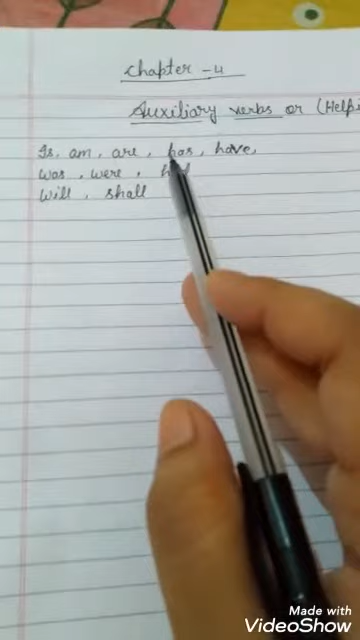 Chapter - 4
Auxiliary verbs or (Helpi
Is, am, are, has, have,
was, were,
will, shall
Made with
VideoShow